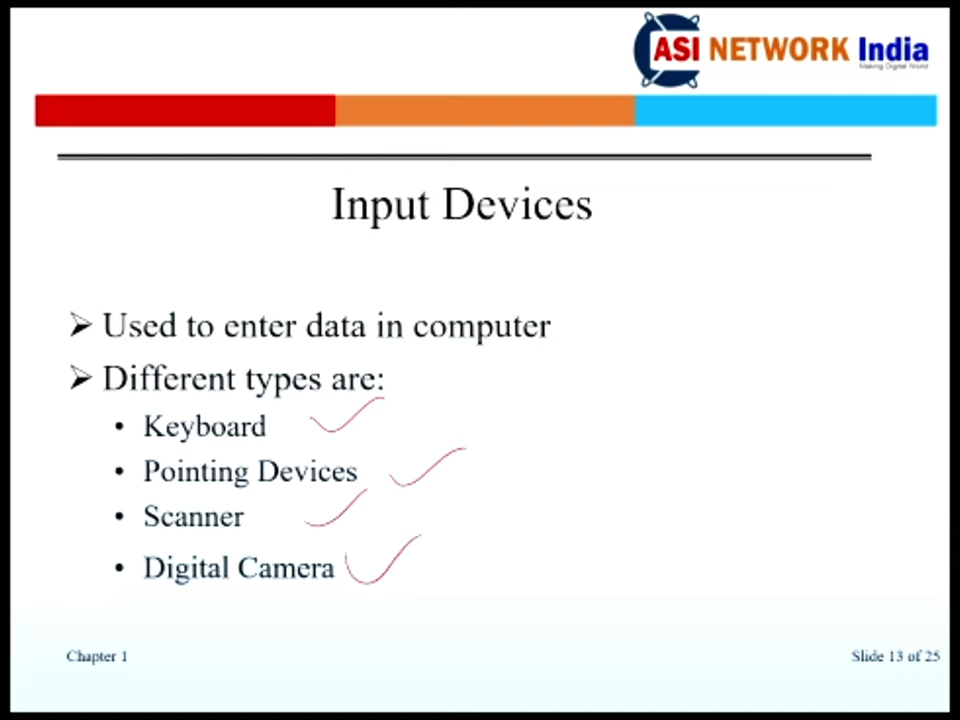 ASI NETWORK India
Making Digital World
Input Devices
Used to enter data in computer
Different types are:
Keyboard
Pointing Devices
Scanner
Digital Camera
Chapter 1
Slide 13 of 25